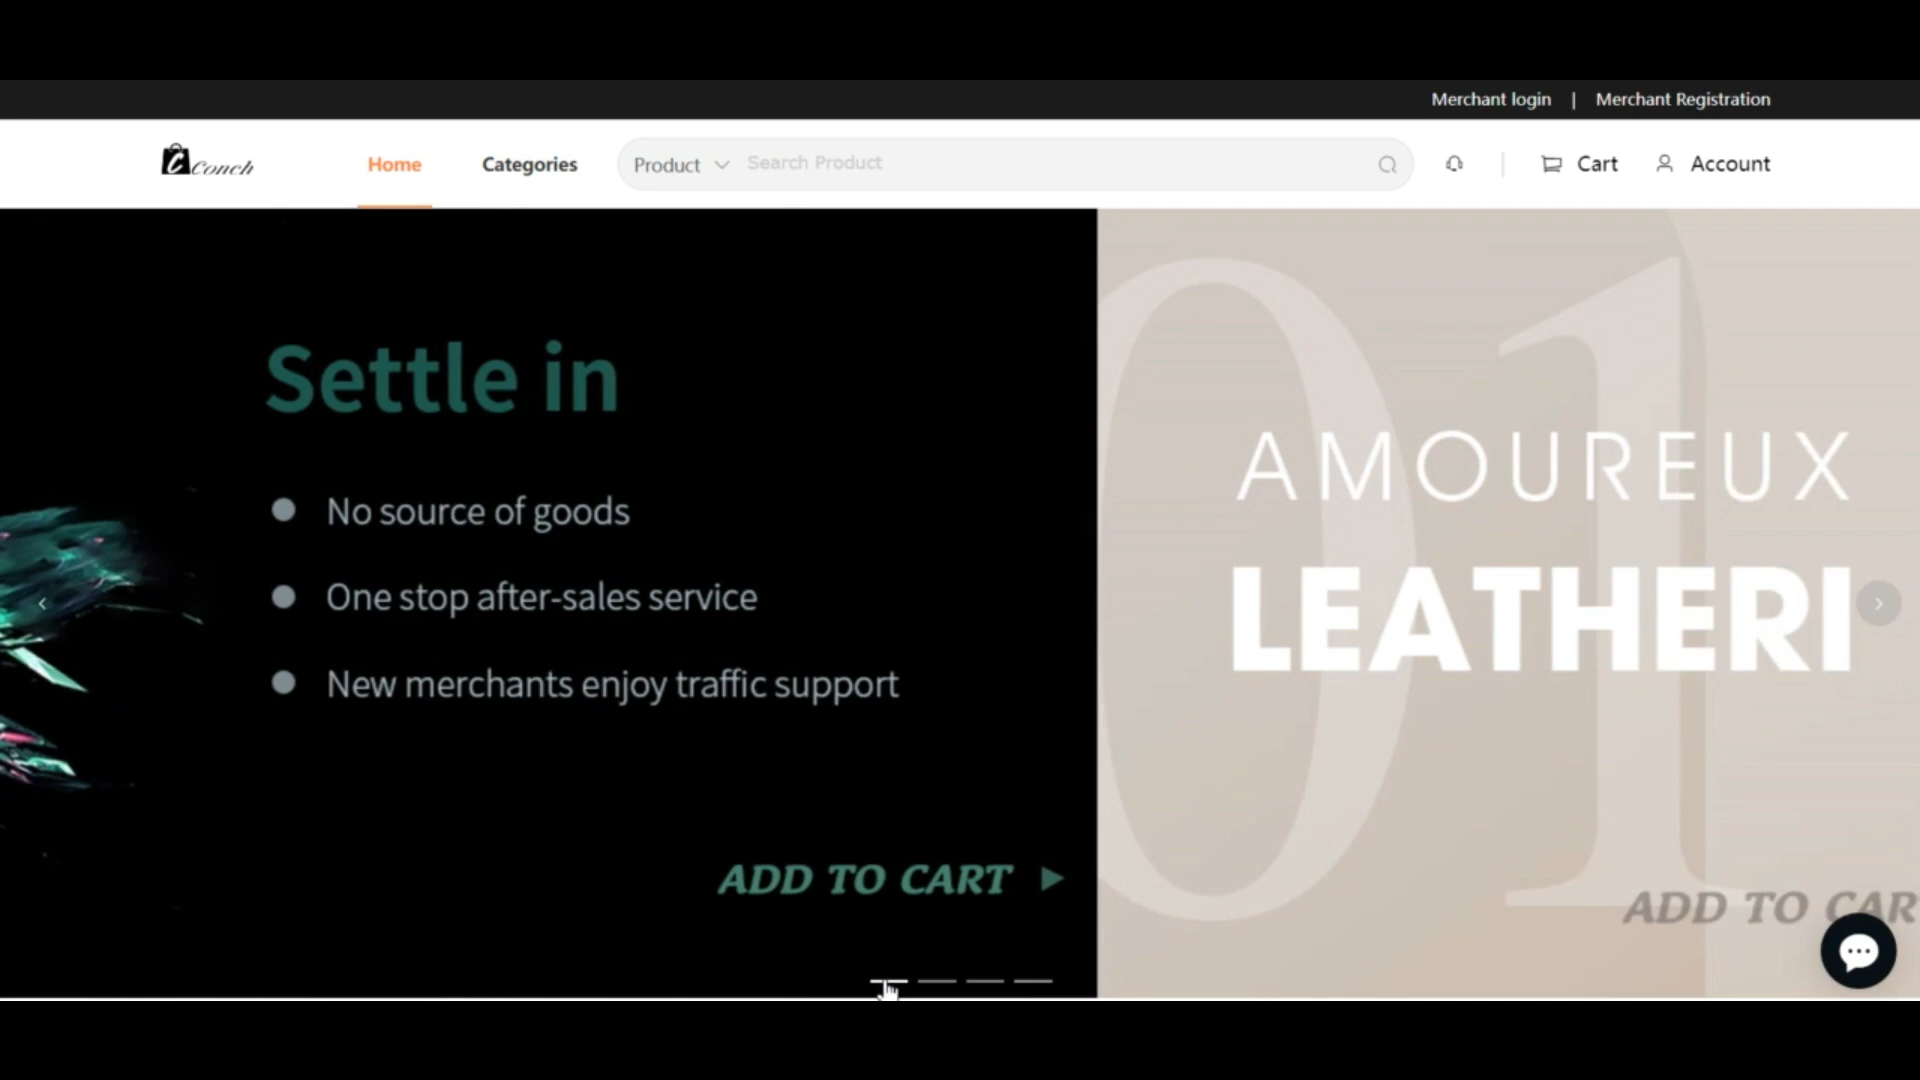 Merchant login | Merchant Registration
Conch
Home
Categories
Product
Search Product
Cart
Account
Settle in
No source of goods
One stop after-sales service
New merchants enjoy traffic support
ADD TO CART
01
AMOUREUX
LEATHERI
ADD TO CAR